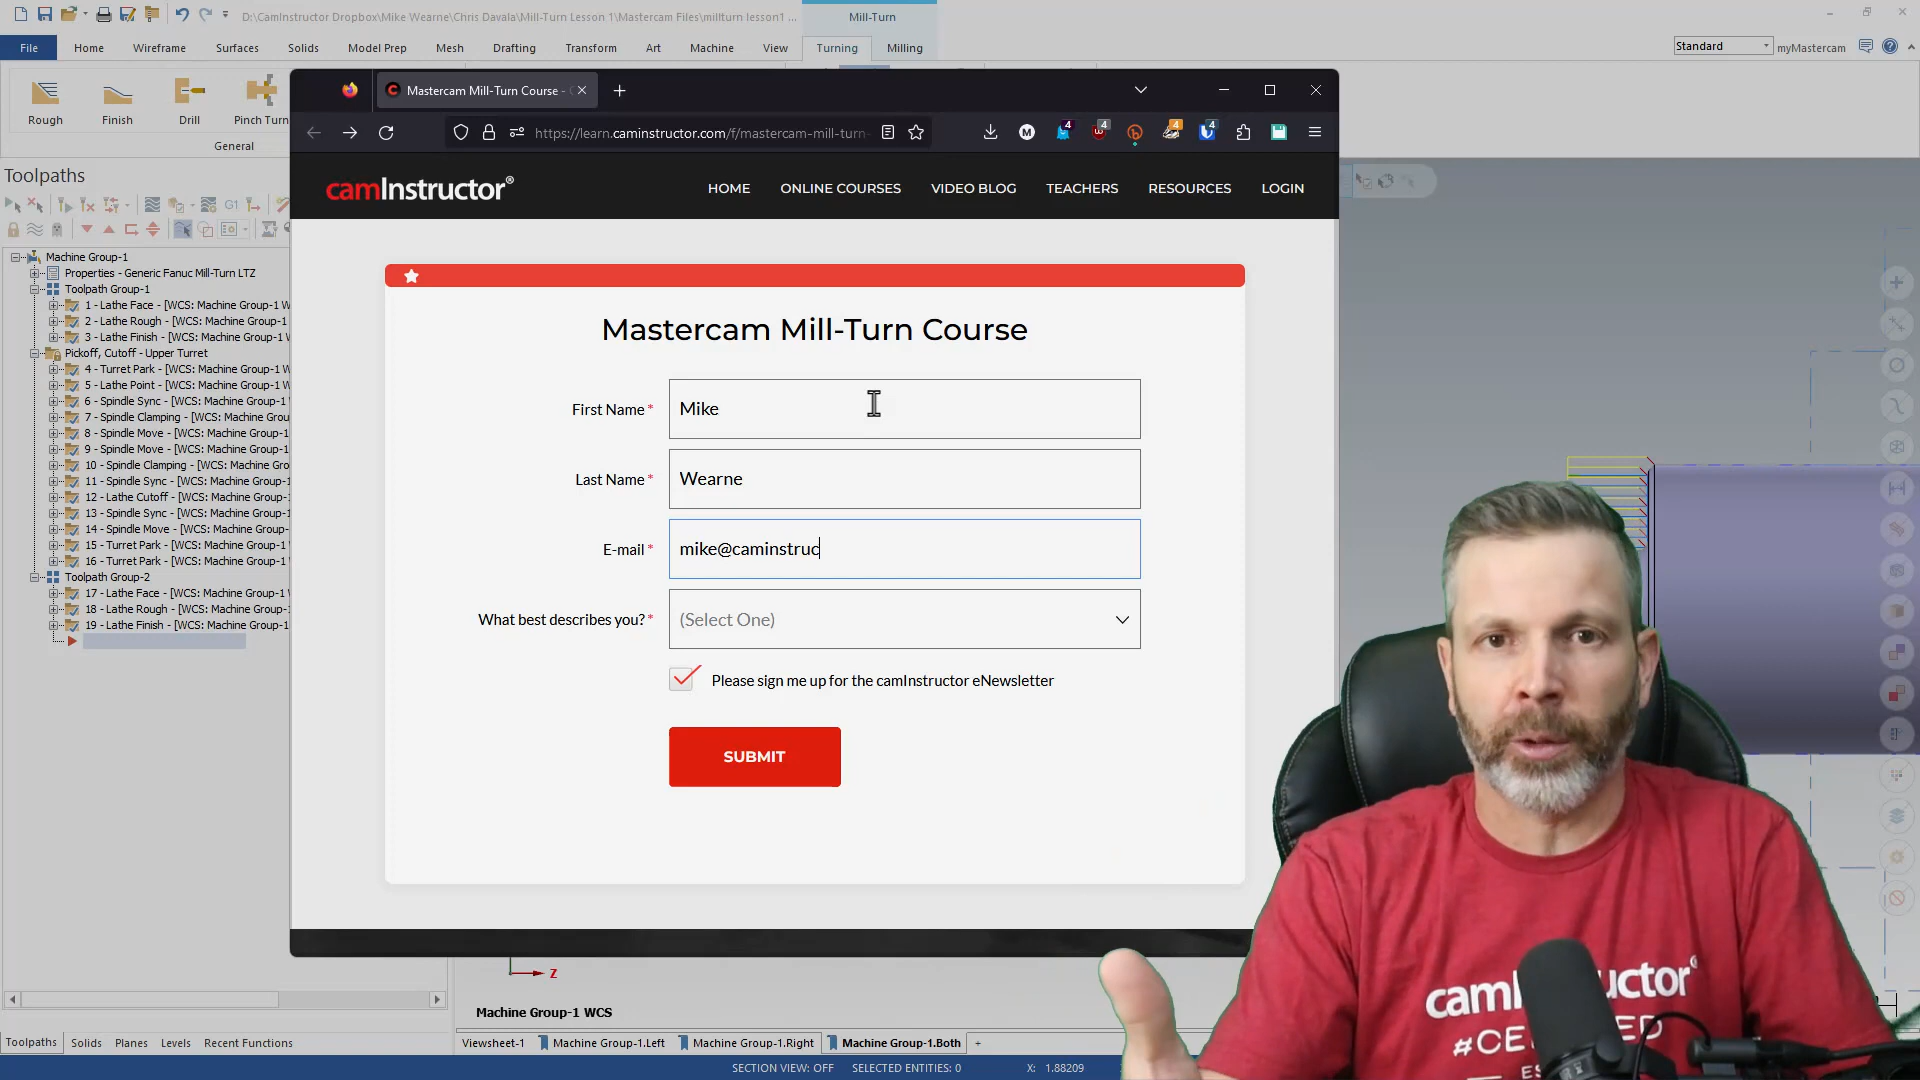 D:\CamInstructor Dropbox\Mike Wearne\Chris Davala\Mill-Turn Lesson 1\Mastercam Files\millturn lesson1 ...
Mill-Turn
File
Home
Wireframe
Surfaces
Solids
Model Prep
Mesh
Drafting
Transform
Art
Machine
View
Turning
Milling
Standard
myMastercam
Rough
Finish
Drill
Pinch Turn
General
Mastercam Mill-Turn Course -
https://learn.caminstructor.com/f/mastercam-mill-turn-
M
4
4
4
4
camInstructor®
HOME
ONLINE COURSES
VIDEO BLOG
TEACHERS
RESOURCES
LOGIN
Mastercam Mill-Turn Course
First Name *
Mike
Last Name *
Wearne
E-mail *
mike@caminstruc
What best describes you? *
(Select One)
Please sign me up for the camInstructor eNewsletter
SUBMIT
Toolpaths
G1
Machine Group-1
Properties - Generic Fanuc Mill-Turn LTZ
Toolpath Group-1
1 - Lathe Face - [WCS: Machine Group-1 W
2 - Lathe Rough - [WCS: Machine Group-1
3 - Lathe Finish - [WCS: Machine Group-1
Pickoff, Cutoff - Upper Turret
4 - Turret Park - [WCS: Machine Group-1 W
5 - Lathe Point - [WCS: Machine Group-1
6 - Spindle Sync - [WCS: Machine Group-1
7 - Spindle Clamping - [WCS: Machine Gro
8 - Spindle Move - [WCS: Machine Group-
9 - Spindle Move - [WCS: Machine Group-
10 - Spindle Clamping - [WCS: Machine Gro
11 - Spindle Sync - [WCS: Machine Group-
12 - Lathe Cutoff - [WCS: Machine Group-1
13 - Spindle Sync - [WCS: Machine Group-
14 - Spindle Move - [WCS: Machine Group-
15 - Turret Park - [WCS: Machine Group-1
16 - Turret Park - [WCS: Machine Group-1
Toolpath Group-2
17 - Lathe Face - [WCS: Machine Group-1
18 - Lathe Rough - [WCS: Machine Group-
19 - Lathe Finish - [WCS: Machine Group-1
Z
Machine Group-1 WCS
Toolpaths
Solids
Planes
Levels
Recent Functions
Viewsheet-1
Machine Group-1.Left
Machine Group-1.Right
Machine Group-1.Both
SECTION VIEW: OFF
SELECTED ENTITIES: 0
X: 1.88209